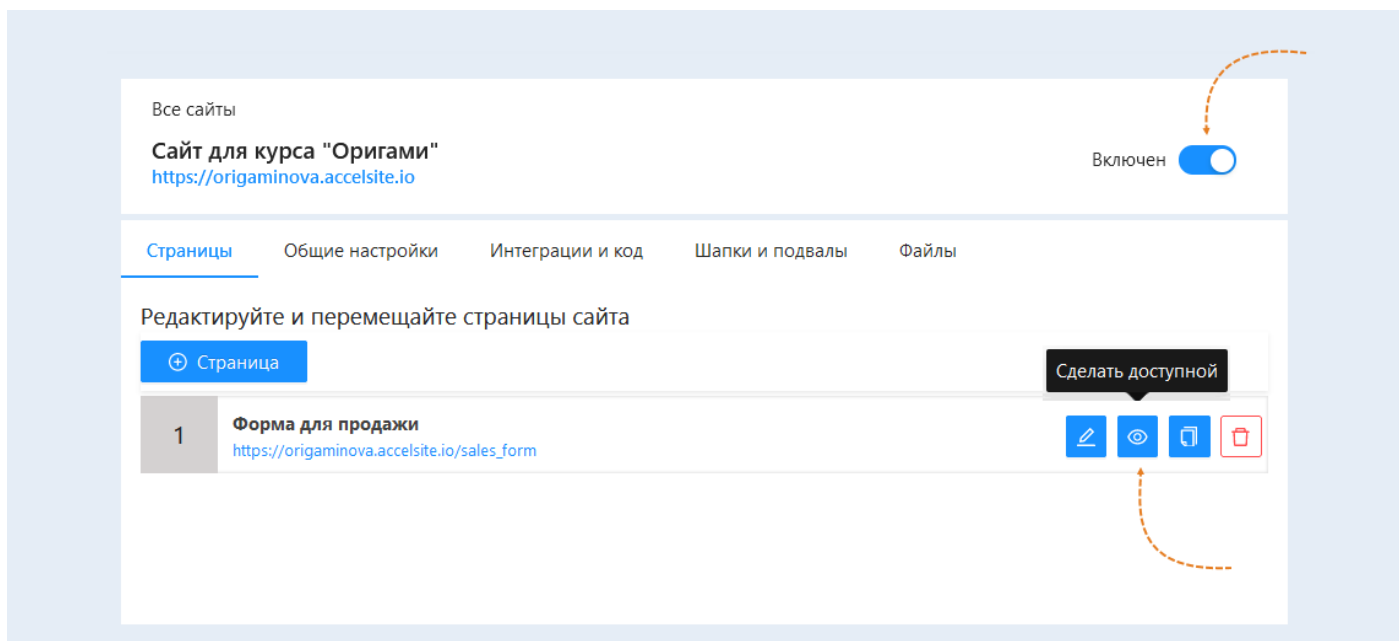 Все сайты
Сайт для курса "Оригами"
https://origaminova.accelsite.io
Включен
Страницы Общие настройки Интеграции и код Шапки и подвалы Файлы
Редактируйте и перемещайте страницы сайта
Страница
Сделать доступной
1
Форма для продажи
https://origaminova.accelsite.io/sales_form